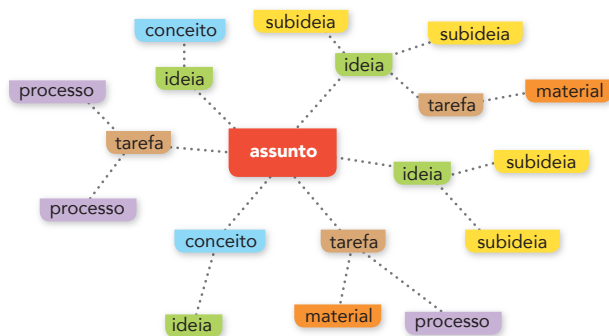 conceito
subideia
subideia
ideia
ideia
processo
tarefa
material
tarefa
assunto
ideia
subideia
processo
conceito
tarefa
subideia
ideia
material
processo